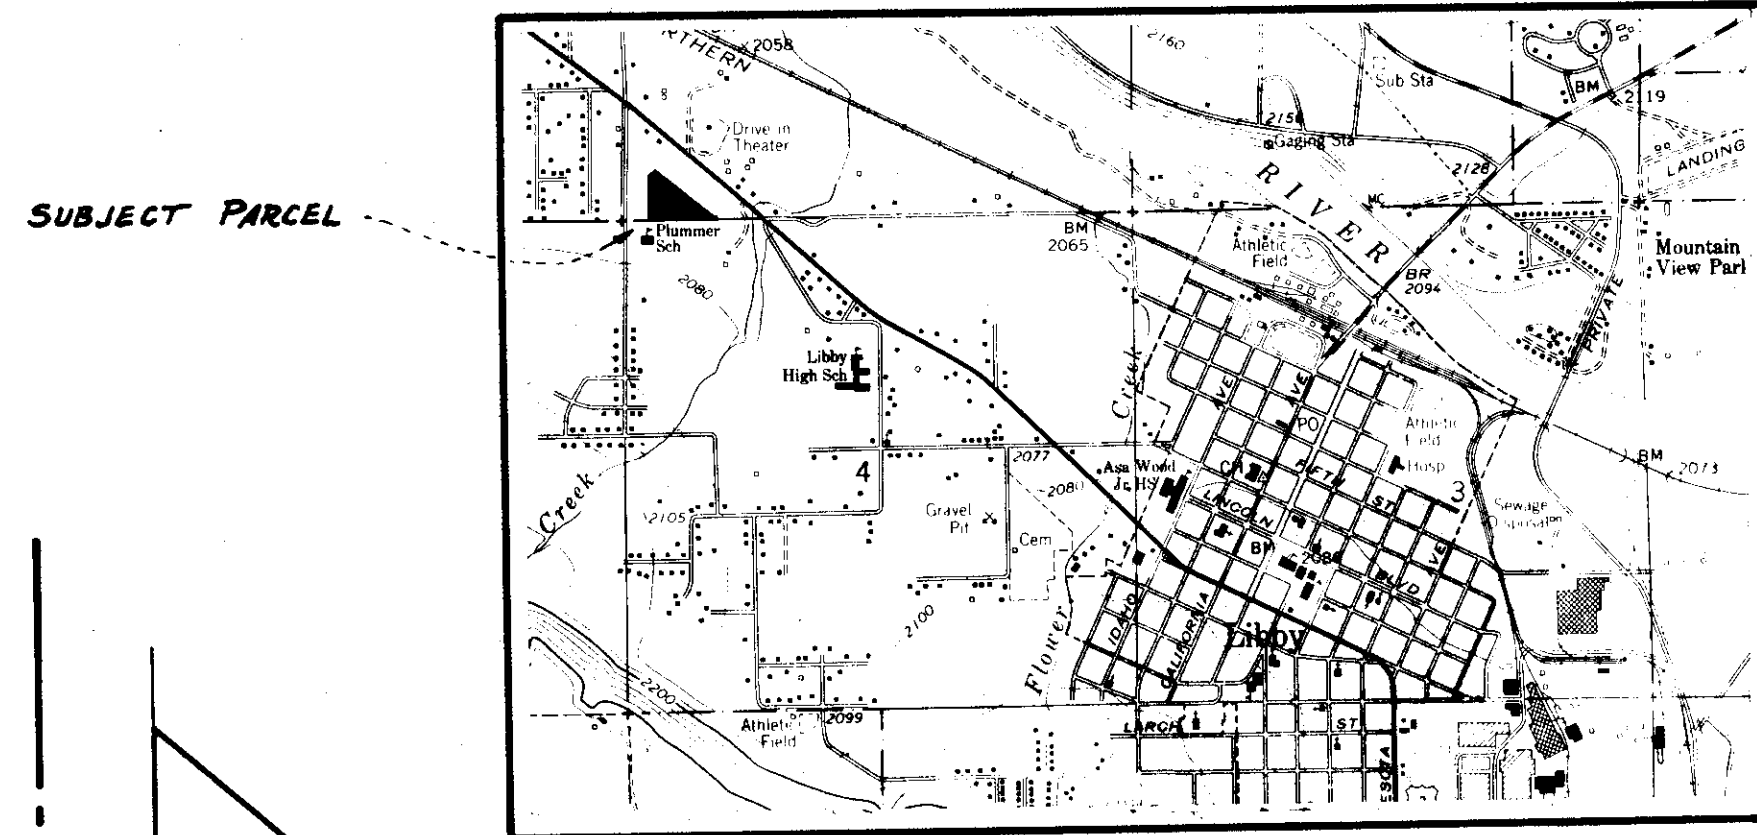 RTHERN
2058
2160
Sub Sta
BM
2119
Drive in
Theater
Gaging Sta
LANDING
RIVER
2128
MC
SUBJECT PARCEL
Plummer
Sch
BM
2065
Athletic
Field
Mountain
View Park
BR
2094
2080
PRIVATE
Libby
High Sch
Creek
AVE
AVE
PO
Athletic
Field
2077
BM
2073
4
Asa Wood
Jr HS
CH
FIFTH
ST
Hosp
3
2080
LINCOLN
BLVD
AVE
Creek
2105
Gravel
Pit
Cem
Sewage
Disposal
BM
IDAHO
CALIFORNIA
2100
Flower
Libby
2200
Athletic
Field
2099
LARCH
ST
ESOTA